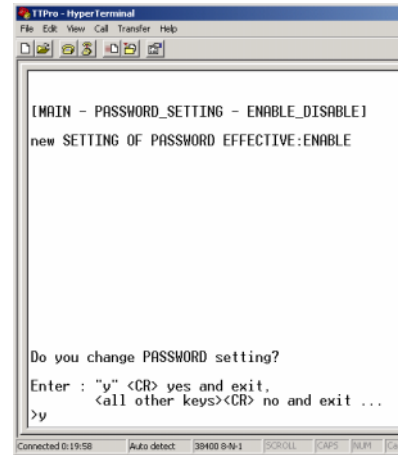 TTPro - HyperTerminal
File Edit View Call Transfer Help
[MAIN - PASSWORD_SETTING - ENABLE_DISABLE]
new SETTING OF PASSWORD EFFECTIVE:ENABLE
Do you change PASSWORD setting?
Enter : "y" <CR> yes and exit,
<all other keys><CR> no and exit ...
>y
Connected 0:19:58 Auto detect 38400 8-N-1 SCROLL CAPS NUM